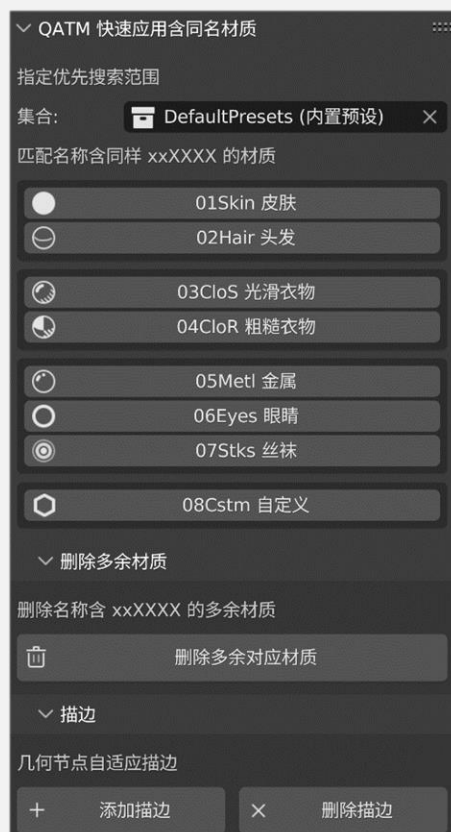 QATM 快速应用含同名材质
指定优先搜索范围
集合: DefaultPresets (内置预设)
匹配名称含同样 xxXXXX 的材质
01Skin 皮肤
02Hair 头发
03CloS 光滑衣物
04CloR 粗糙衣物
05Metl 金属
06Eyes 眼睛
07Stks 丝袜
08Cstm 自定义
删除多余材质
删除名称含 xxXXXX 的多余材质
删除多余对应材质
描边
几何节点自适应描边
添加描边 删除描边